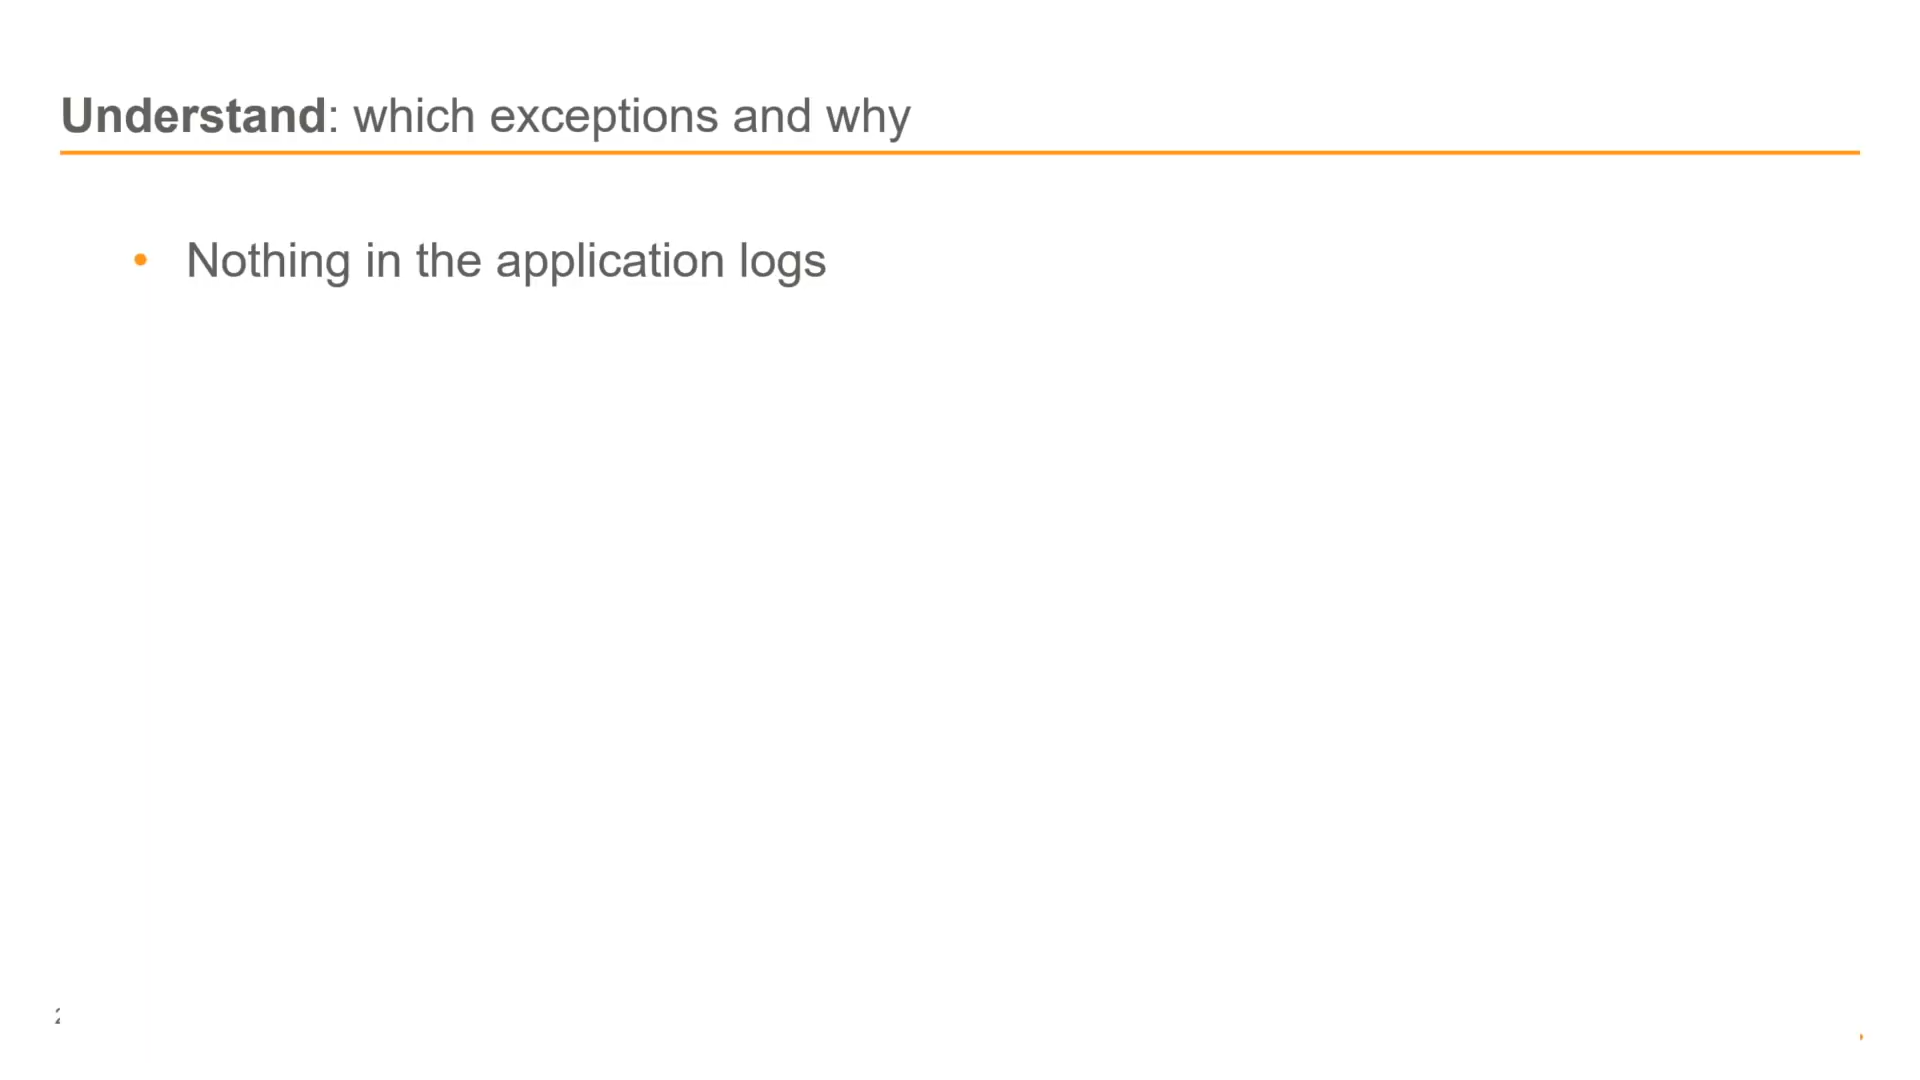 Understand: which exceptions and why
• Nothing in the application logs